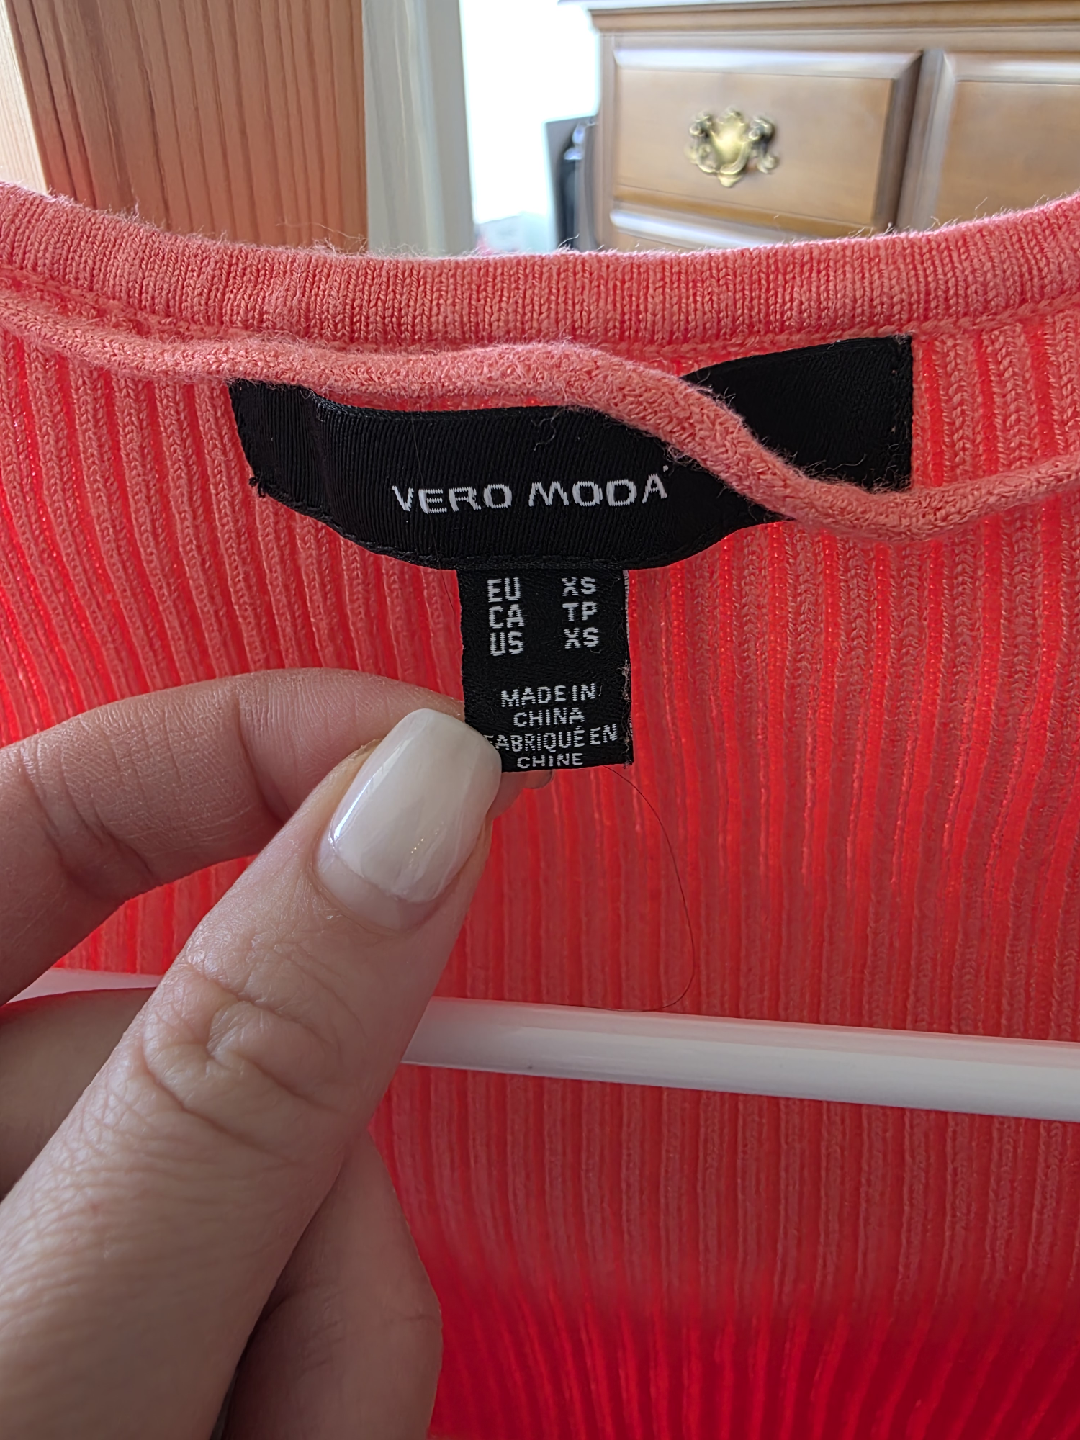 VERO MODA
EU XS
CA TP
US XS
MADE IN
CHINA
FABRIQUÉ EN
CHINE